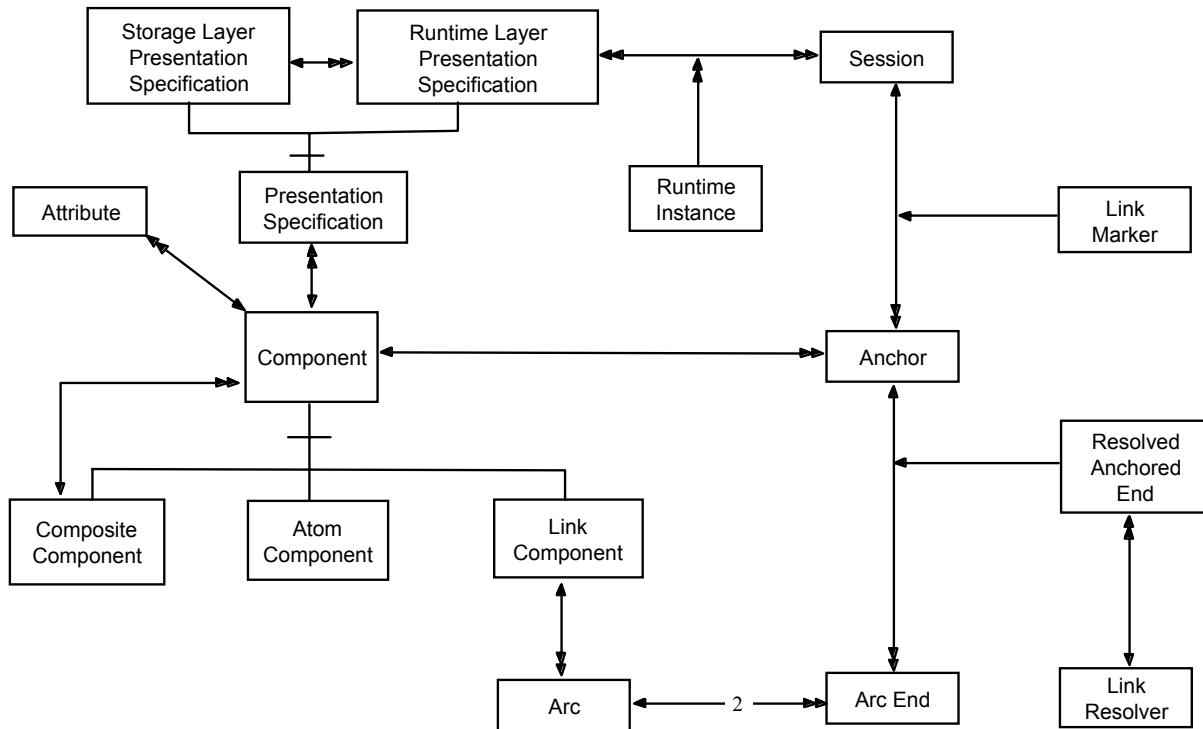 Storage Layer
Presentation
Specification
Runtime Layer
Presentation
Specification
Session
Presentation
Specification
Runtime
Instance
Attribute
Link
Marker
Component
Anchor
Resolved
Anchored
End
Composite
Component
Atom
Component
Link
Component
Arc
2
Arc End
Link
Resolver